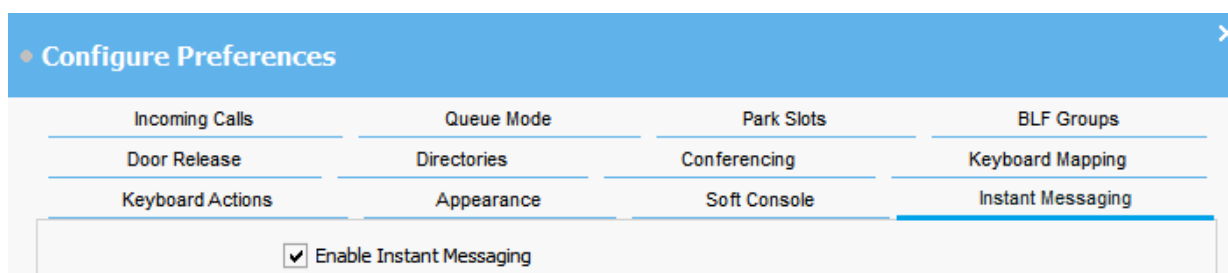 Configure Preferences
Incoming Calls Queue Mode Park Slots BLF Groups
Door Release Directories Conferencing Keyboard Mapping
Keyboard Actions Appearance Soft Console Instant Messaging
Enable Instant Messaging